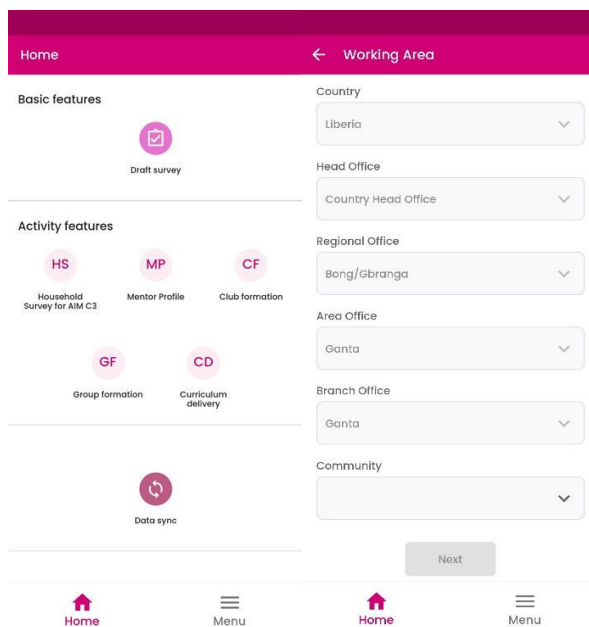 Home
Basic features
Draft survey
Activity features
HS
MP
CF
Household
Survey for AIM C3
Mentor Profile
Club formation
GF
CD
Group formation
Curriculum
delivery
Data sync
Home
Menu
Working Area
Country
Liberia
Head Office
Country Head Office
Regional Office
Bong/Gbranga
Area Office
Ganta
Branch Office
Ganta
Community
Next
Home
Menu